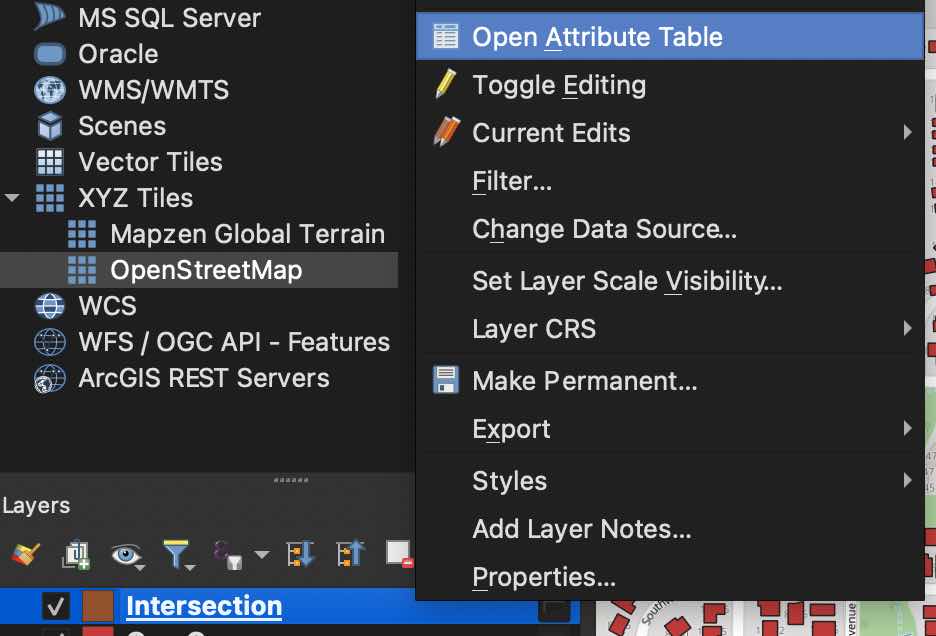 MS SQL Server
Oracle
WMS/WMTS
Scenes
Vector Tiles
XYZ Tiles
Mapzen Global Terrain
OpenStreetMap
WCS
WFS / OGC API - Features
ArcGIS REST Servers
Layers
Intersection
Open Attribute Table
Toggle Editing
Current Edits
Filter...
Change Data Source...
Set Layer Scale Visibility...
Layer CRS
Make Permanent...
Export
Styles
Add Layer Notes...
Properties...